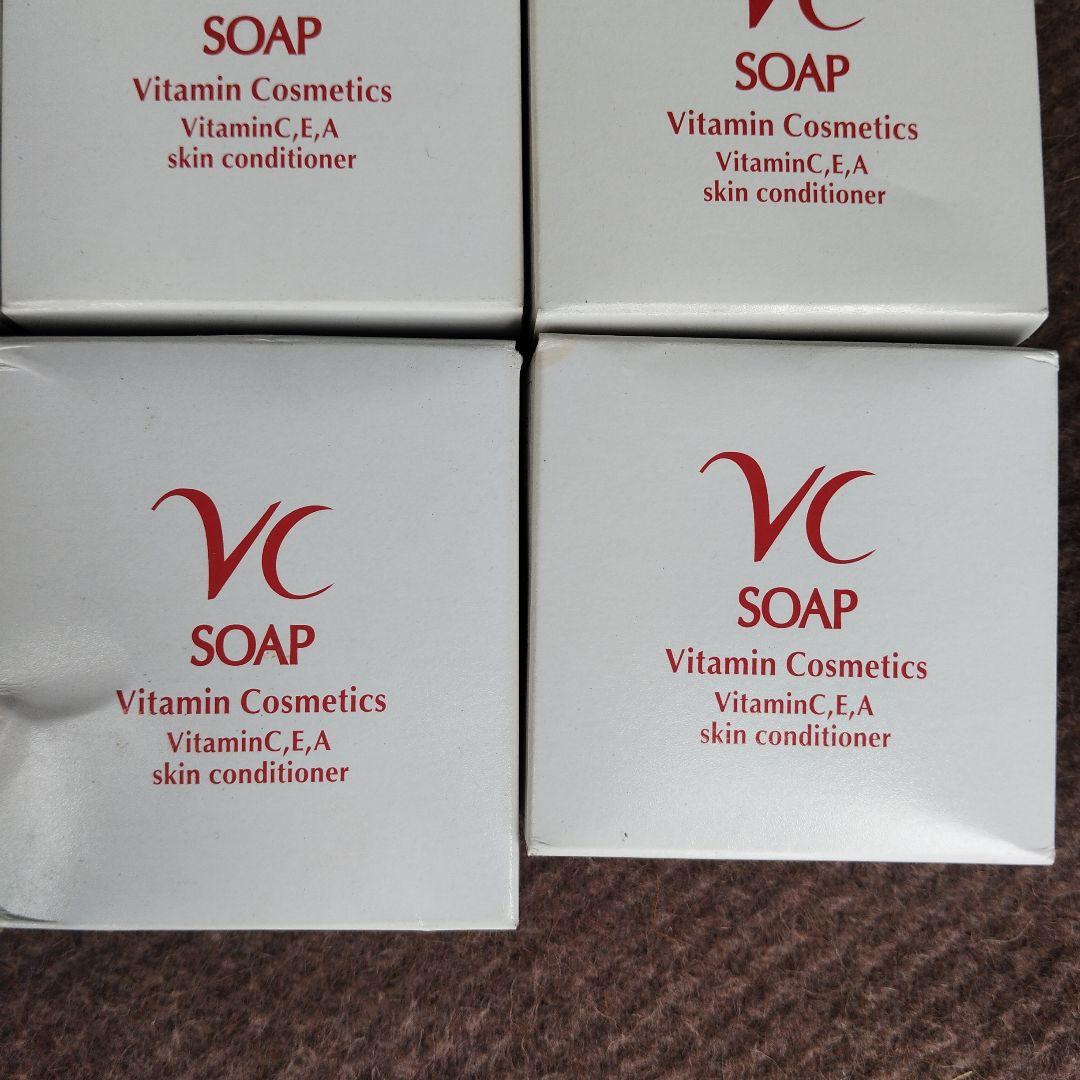 SOAP
Vitamin Cosmetics
VitaminC,E,A
skin conditioner
VC
SOAP
Vitamin Cosmetics
VitaminC,E,A
skin conditioner
VC
SOAP
Vitamin Cosmetics
VitaminC,E,A
skin conditioner
VC
SOAP
Vitamin Cosmetics
VitaminC,E,A
skin conditioner